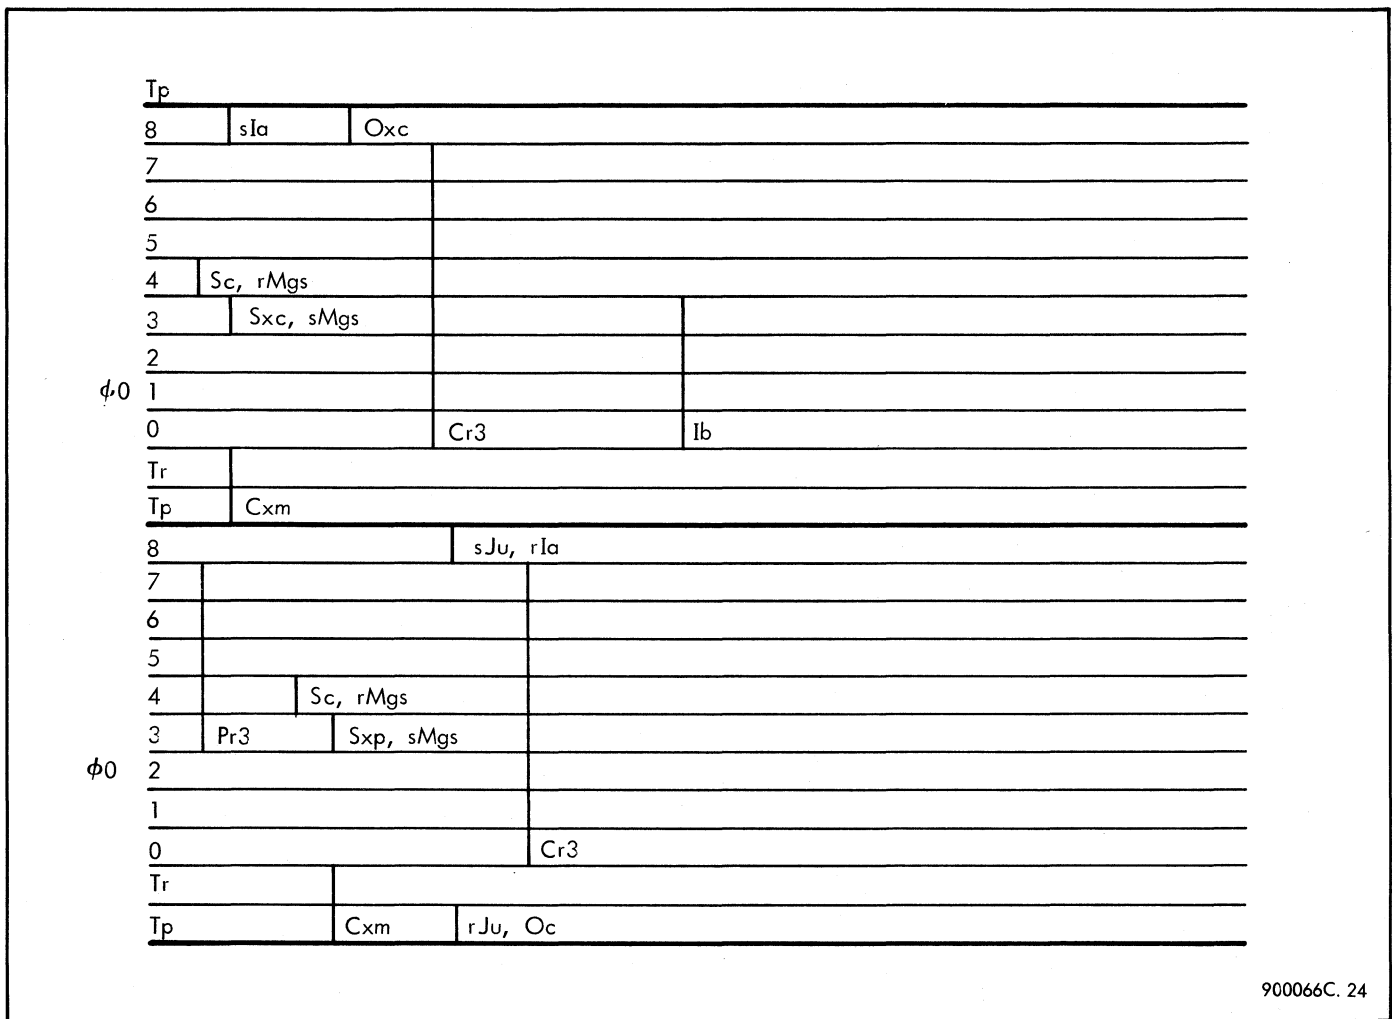 Tp
8 sIa Oxc
7
6
5
4 Sc, rMgs
3 Sxc, sMgs
2
ϕ0 1
0 Cr3 Ib
Tr
Tp Cxm
8 sJu, rIa
7
6
5
4 Sc, rMgs
3 Pr3 Sxp, sMgs
ϕ0 2
1
0 Cr3
Tr
Tp Cxm rJu, Oc
900066C. 24